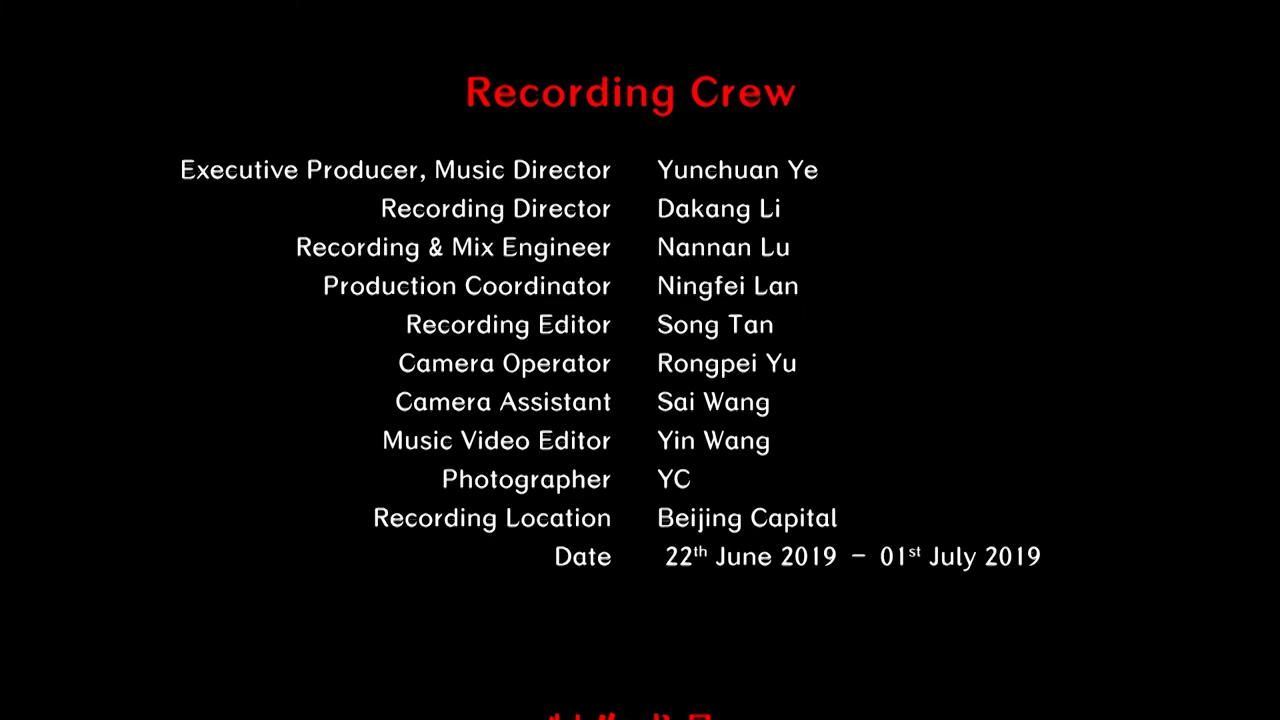 Recording Crew
Executive Producer, Music Director Yunchuan Ye
Recording Director Dakang Li
Recording & Mix Engineer Nannan Lu
Production Coordinator Ningfei Lan
Recording Editor Song Tan
Camera Operator Rongpei Yu
Camera Assistant Sai Wang
Music Video Editor Yin Wang
Photographer YC
Recording Location Beijing Capital
Date 22th June 2019 – 01st July 2019